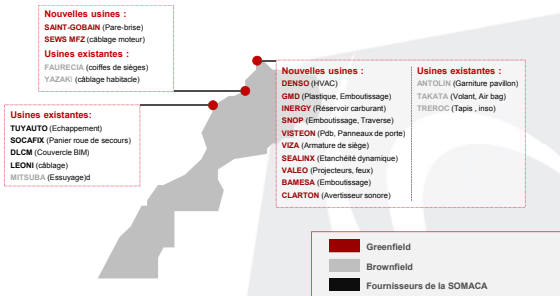 Nouvelles usines :
SAINT-GOBAIN (Pare-brise)
SEWS MFZ (câblage moteur)
Usines existantes :
FAURECIA (coiffes de sièges)
YAZAKI (câblage habitacle)
Usines existantes:
TUYAUTO (Echappement)
SOCAFIX (Panier roue de secours)
DLCM (Couvercle BIM)
LEONI (câblage)
MITSUBA (Essuyage)d
Nouvelles usines :
DENSO (HVAC)
GMD (Plastique, Emboutissage)
INERGY (Réservoir carburant)
SNOP (Emboutissage, Traverse)
VISTEON (Pdb, Panneaux de porte)
VIZA (Armature de siège)
SEALINX (Etanchéité dynamique)
VALEO (Projecteurs, feux)
BAMESA (Emboutissage)
CLARTON (Avertisseur sonore)
Usines existantes :
ANTOLIN (Garniture pavillon)
TAKATA (Volant, Air bag)
TREROC (Tapis , inso)
Greenfield
Brownfield
Fournisseurs de la SOMACA